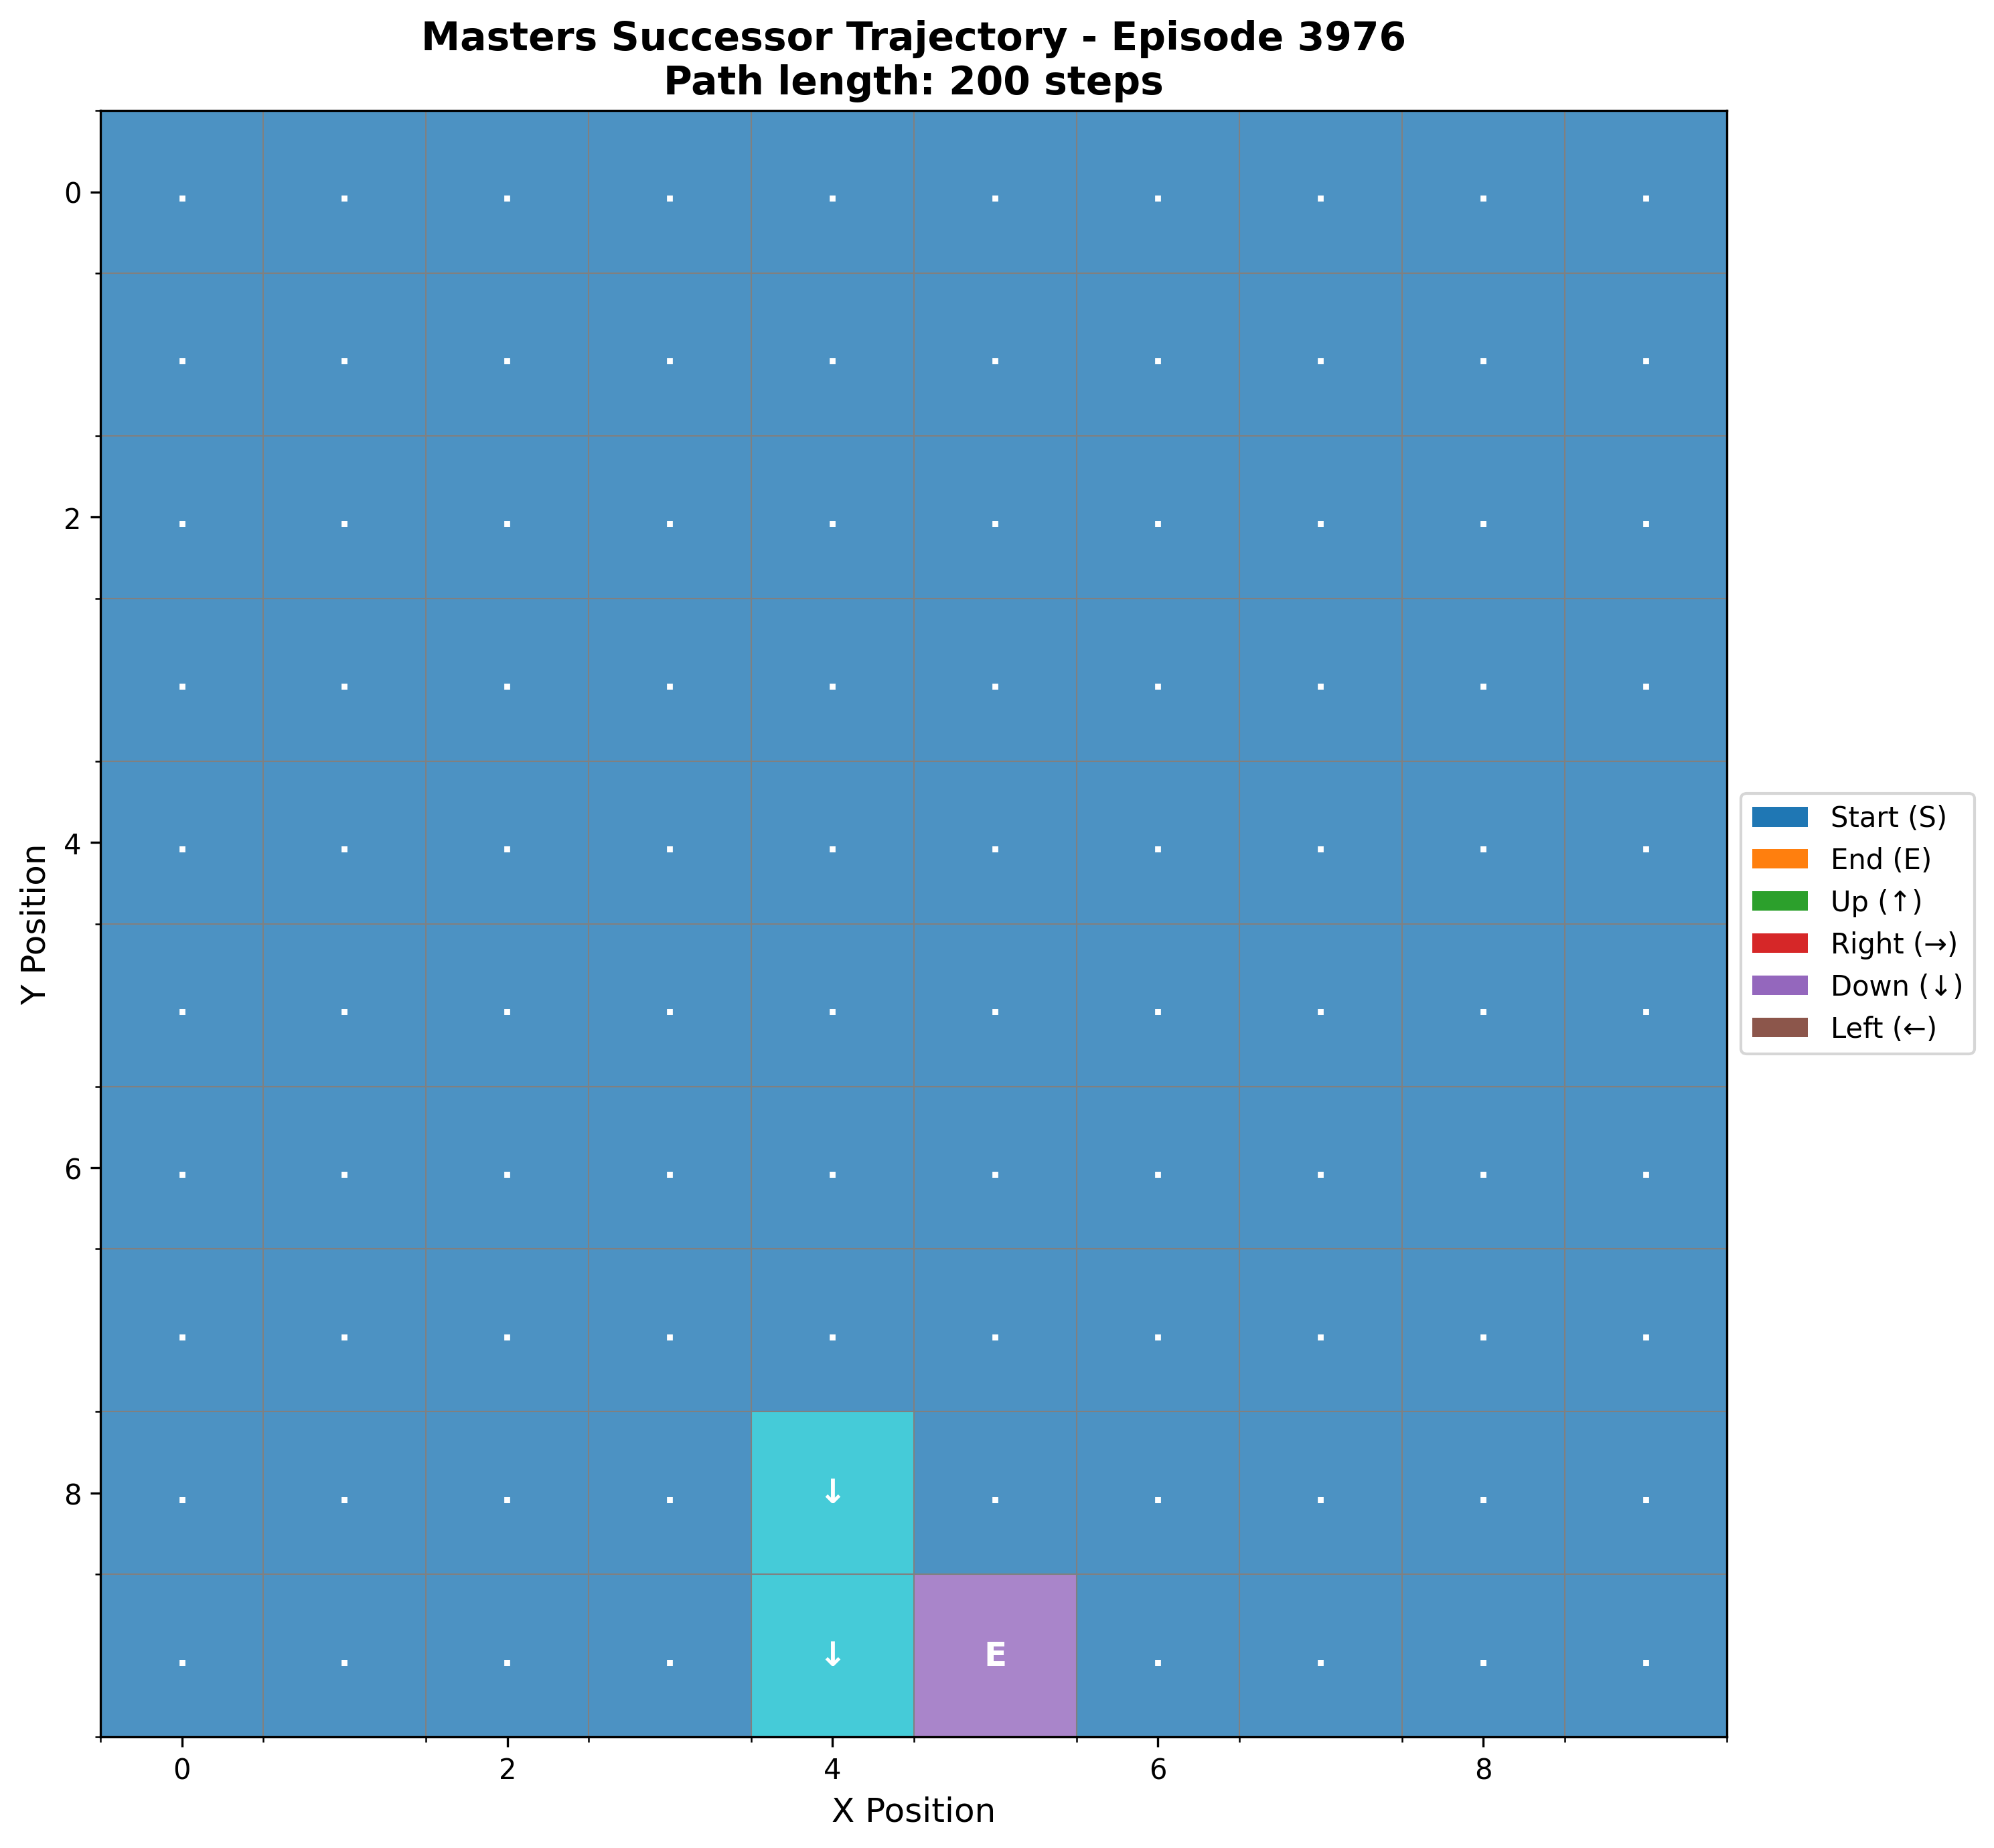 Masters Successor Trajectory - Episode 3976
Path length: 200 steps
0
2
4
6
8
Y Position
↓
↓ E
0 2 4 6 8
X Position
Start (S)
End (E)
Up (↑)
Right (→)
Down (↓)
Left (←)